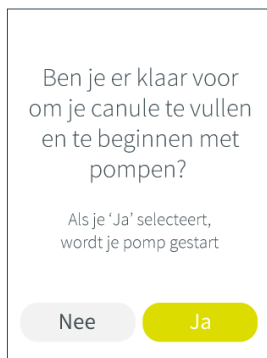 Ben je er klaar voor
om je canule te vullen
en te beginnen met
pompen?
Als je ‘Ja’ selecteert,
wordt je pomp gestart
Nee
Ja